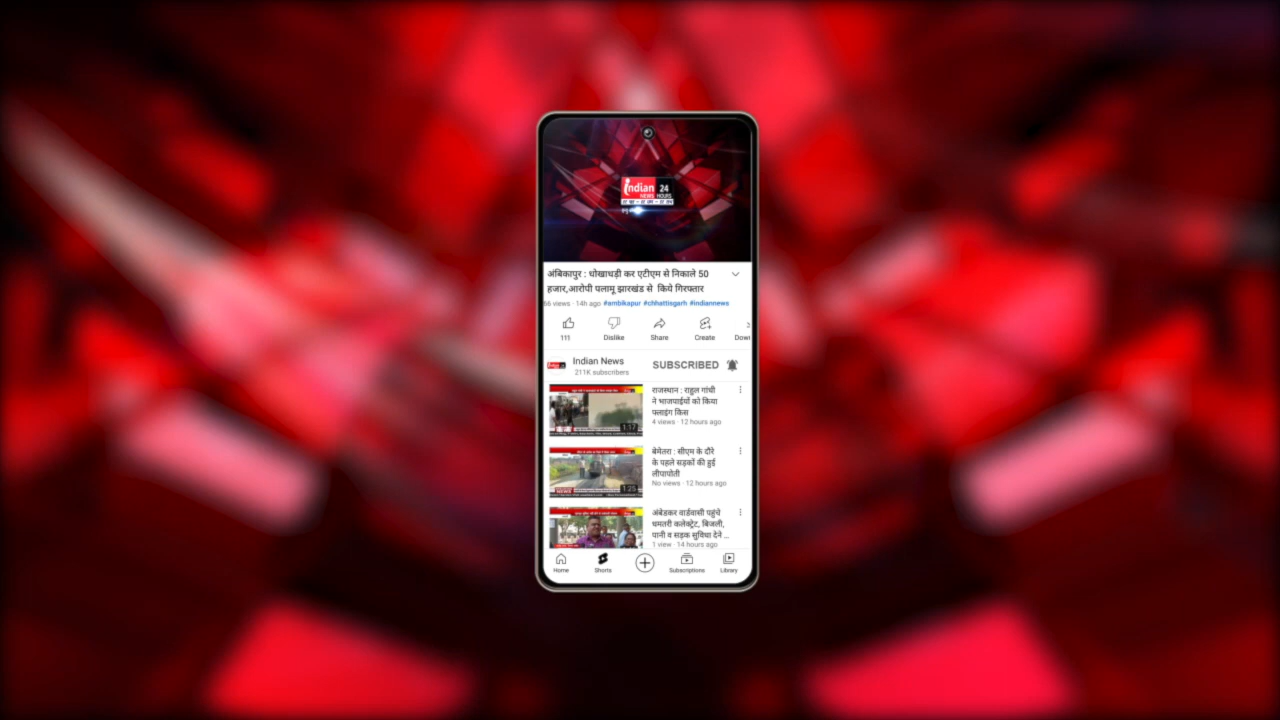 indian 24
NEWS HOURS
अंबिकापुर : धोखाधड़ी कर एटीएम से निकाले 50
हजार,आरोपी पलामू झारखंड से किये गिरफ्तार
66 views · 14h ago #ambikapur #chhattisgarh #indiannews
111 Dislike Share Create
Indian News
211K subscribers
SUBSCRIBED
राजस्थान : राहुल गांधी
ने भाजपाईयों को किया
फ्लाइंग किस
4 views · 12 hours ago
1:17
बेमेतरा : सीएम के दौरे
के पहले सड़कों की हुई
लीपापोती
No views · 12 hours ago
1:25
अंबेडकर वार्डवासी पहुंचे
धमतरी कलेक्ट्रेट, बिजली,
पानी व सड़क सुविधा देने ...
1 view · 14 hours ago
Home Shorts Subscriptions Library